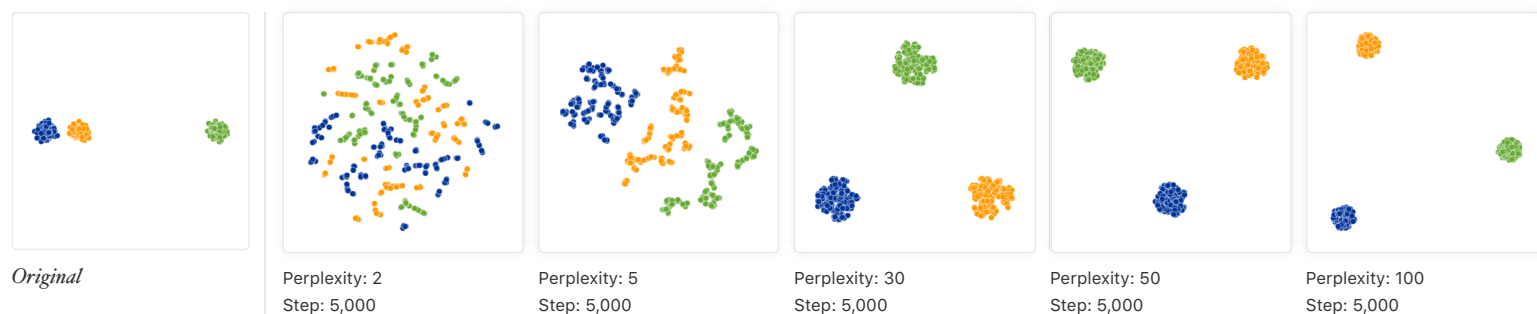 Original
Perplexity: 2
Step: 5,000
Perplexity: 5
Step: 5,000
Perplexity: 30
Step: 5,000
Perplexity: 50
Step: 5,000
Perplexity: 100
Step: 5,000